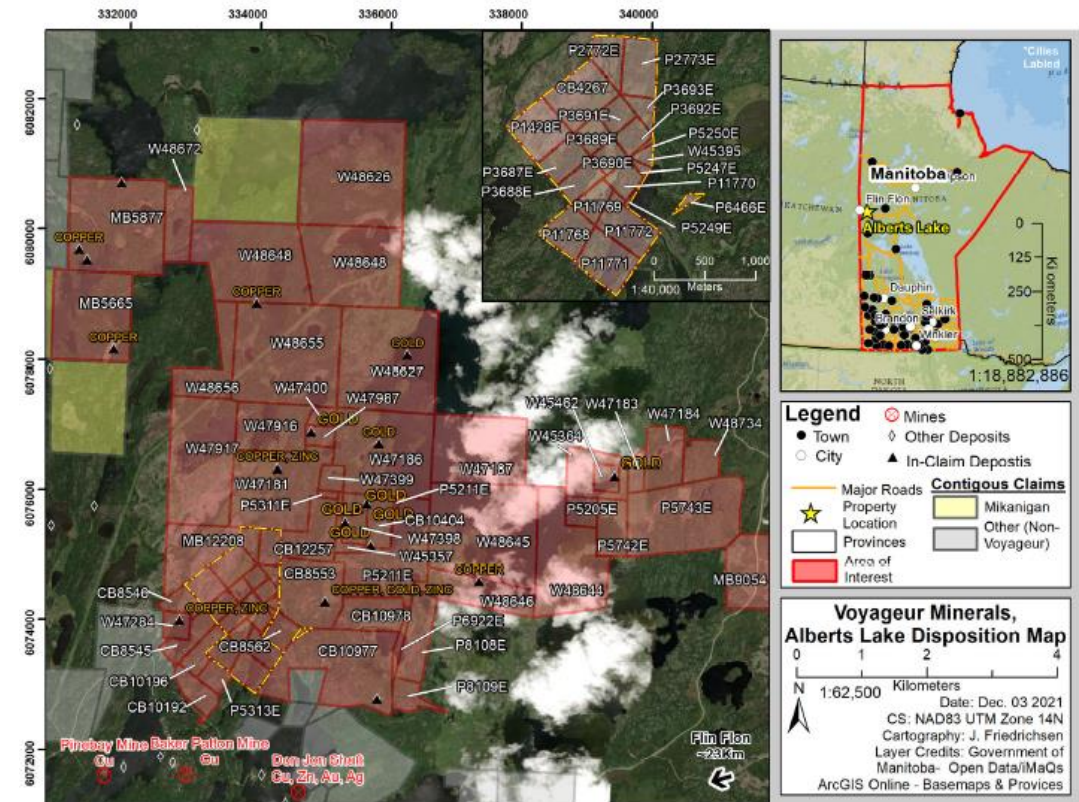 332000
334000
336000
338000
340000
6082000
6080000
6078000
6076000
6074000
6072000
W48672
W48626
MB5877
COPPER
W48648
W48648
MB5665
COPPER
COPPER
W48655
GOLD
W48627
W48656
W47400
W47987
W47916
GOLD
GOLD
W47917
COPPER, ZINC
W47186
W47187
W47181
W47399
P5311E
GOLD
P5211E
GOLD
GOLD
CB10404
GOLD
W47398
MB12208
CB12257
W45357
W48645
CB8553
P5211E
COPPER
COPPER, GOLD, ZINC
CB8546
COPPER, ZINC
W48646
W48644
W47284
CB10978
P6922E
CB8545
CB8562
CB10977
P8108E
CB10196
CB10192
P5313E
P8109E
W45462
W47183
W47184
W48734
W45364
GOLD
P5205E
P5743E
P5742E
MB9054
Pinebay Mine
Cu
Baker Patton Mine
Cu
Don Jon Shaft
Cu, Zn, Au, Ag
Flin Flon
~23Km
P2772E
P2773E
CB4267
P3693E
P3691E
P3692E
P1428E
P3689E
P5250E
W45395
P3690E
P5247E
P3687E
P11770
P3688E
P6466E
P11769
P5249E
P11768
P11772
P11771
0 500 1,000
1:40,000 Meters
*Cities
Labled
CANADA
Manitoba
Flin Flon
Alberts Lake
Dauphin
Brandon
Selkirk
Winkler
NORTH
0
125
250
500
Kilometers
1:18,882,886
Legend
Mines
Town
Other Deposits
City
In-Claim Depostis
Major Roads
Property
Location
Provinces
Area of
Interest
Contigous Claims
Mikanigan
Other (Non-
Voyageur)
Voyageur Minerals,
Alberts Lake Disposition Map
0 1 2 4
N
1:62,500 Kilometers
Date: Dec. 03 2021
CS: NAD83 UTM Zone 14N
Cartography: J. Friedrichsen
Layer Credits: Government of
Manitoba- Open Data/iMaQs
ArcGIS Online - Basemaps & Provices